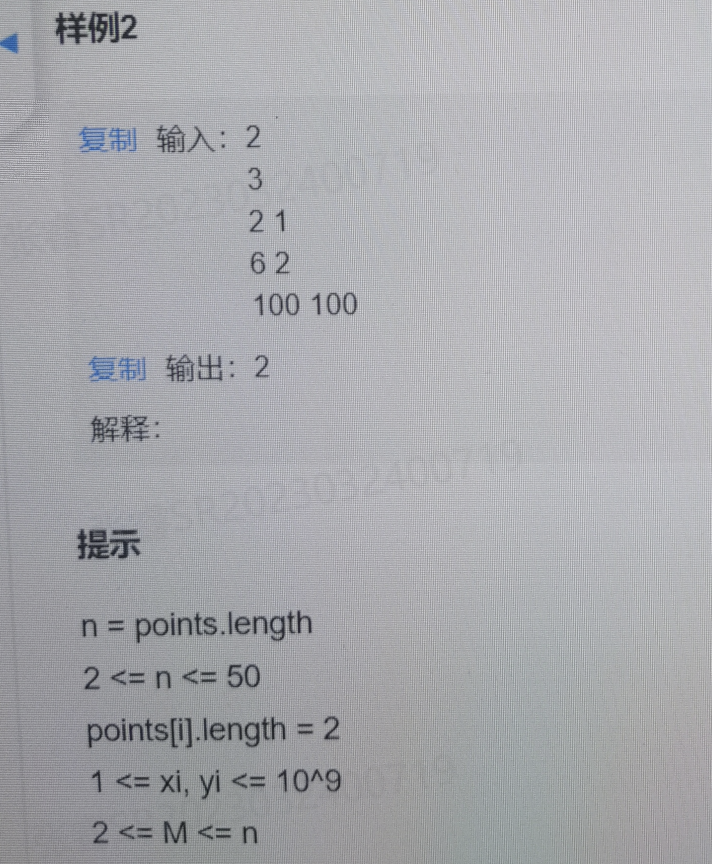 样例2
复制 输入：2
3
2 1
6 2
100 100
复制 输出：2
解释：
SR2023032400719
提示
n = points.length
2 <= n <= 50
points[i].length = 2
1 <= xi, yi <= 10^9
2 <= M <= n